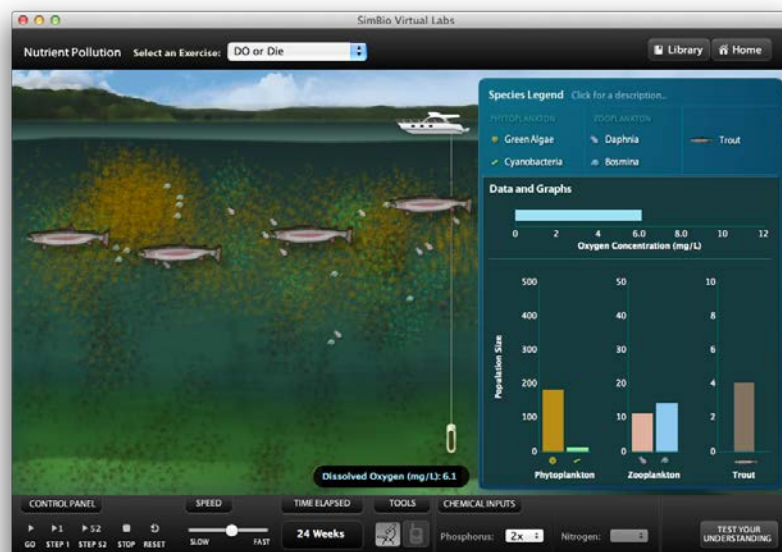 SimBio Virtual Labs
Nutrient Pollution Select an Exercise: DO or Die Library Home
Species Legend Click for a description...
PHYTOPLANKTON ZOOPLANKTON
Green Algae Daphnia Trout
Cyanobacteria Bosmina
Data and Graphs
0 2 4 6.0 8.0 10 12
Oxygen Concentration (mg/L)
500 50 10
400 40 8
300 30 6
200 20 4
100 10 2
0 0 0
Population Size
Phytoplankton Zooplankton Trout
Dissolved Oxygen (mg/L): 6.1
CONTROL PANEL SPEED TIME ELAPSED TOOLS CHEMICAL INPUTS
1 52
GO STEP 1 STEP 52 STOP RESET SLOW FAST 24 Weeks Phosphorus: 2x Nitrogen: TEST YOUR
UNDERSTANDING